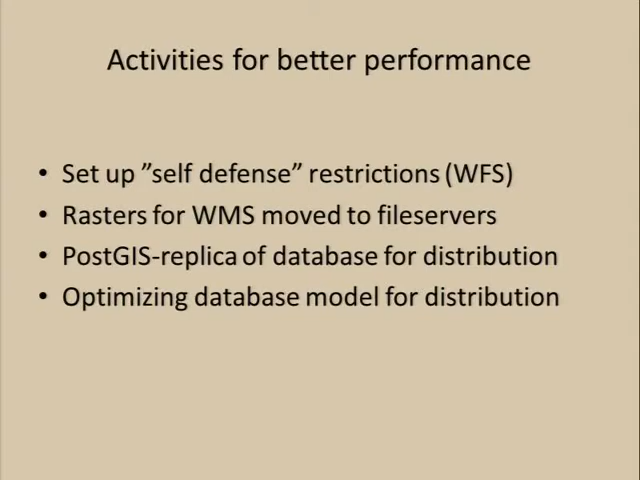 Activities for better performance
• Set up ”self defense” restrictions (WFS)
• Rasters for WMS moved to fileservers
• PostGIS-replica of database for distribution
• Optimizing database model for distribution